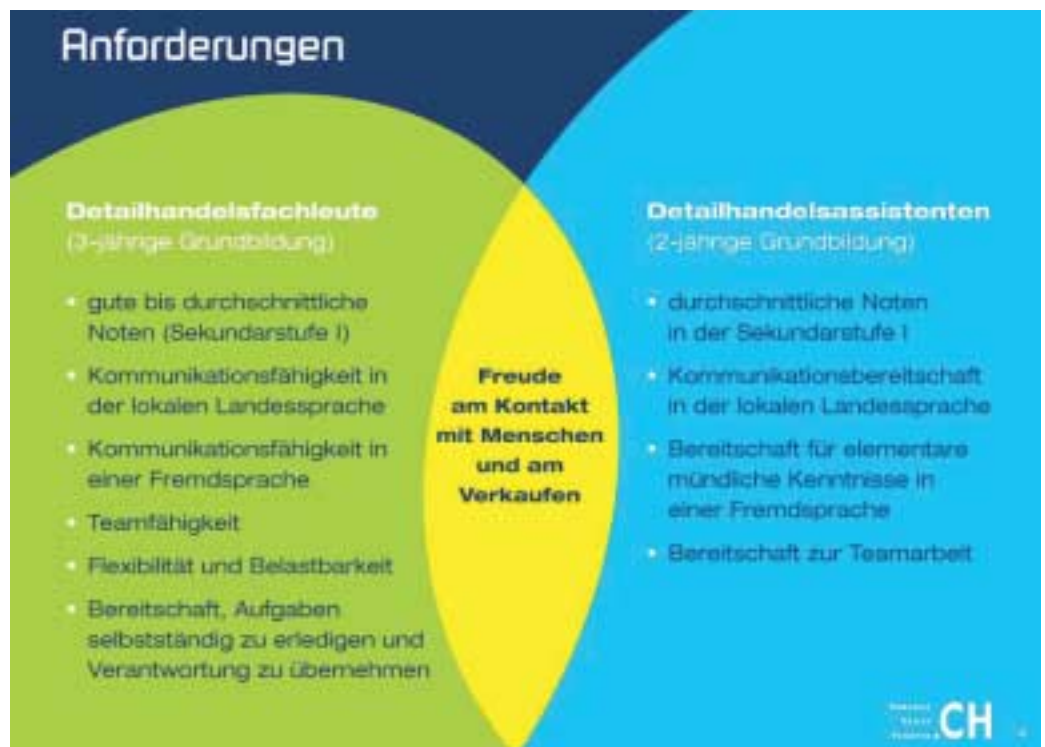 Anforderungen
Detailhandelsfachleute
(3-jährige Grundbildung)
• gute bis durchschnittliche
Noten (Sekundarstufe I)
• Kommunikationsfähigkeit in
der lokalen Landessprache
• Kommunikationsfähigkeit in
einer Fremdsprache
• Teamfähigkeit
• Flexibilität und Belastbarkeit
• Bereitschaft, Aufgaben
selbstständig zu erledigen und
Verantwortung zu übernehmen
Freude
am Kontakt
mit Menschen
und am
Verkaufen
Detailhandelsassistenten
(2-jährige Grundbildung)
• durchschnittliche Noten
in der Sekundarstufe I
• Kommunikationsbereitschaft
in der lokalen Landessprache
• Bereitschaft für elementare
mündliche Kenntnisse in
einer Fremdsprache
• Bereitschaft zur Teamarbeit
.CH